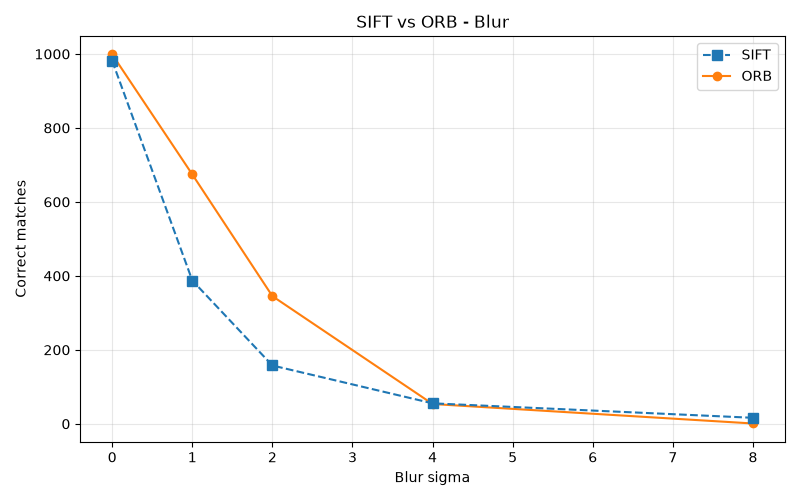 SIFT vs ORB - Blur
SIFT
ORB
Correct matches
1000
800
600
400
200
0
0 1 2 3 4 5 6 7 8
Blur sigma